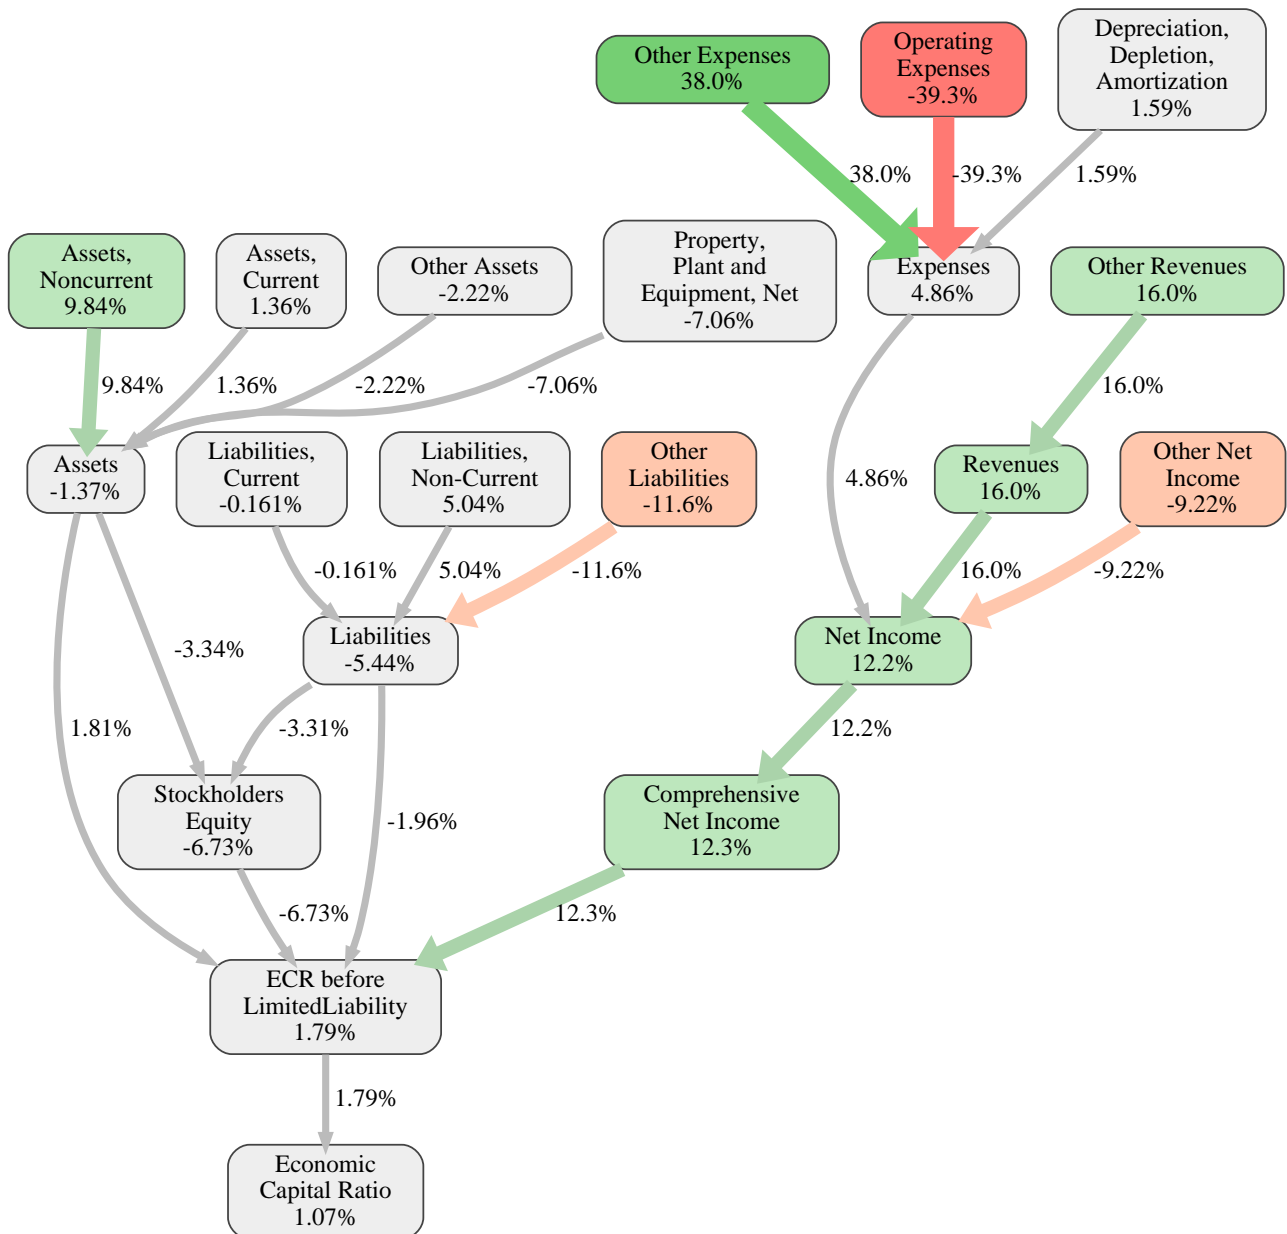 Other Expenses
38.0%
Operating
Expenses
-39.3%
Depreciation,
Depletion,
Amortization
1.59%
38.0%
-39.3%
1.59%
Assets,
Noncurrent
9.84%
Assets,
Current
1.36%
Other Assets
-2.22%
Property,
Plant and
Equipment, Net
-7.06%
Expenses
4.86%
Other Revenues
16.0%
9.84%
1.36%
-2.22%
-7.06%
16.0%
Assets
-1.37%
Liabilities,
Current
-0.161%
Liabilities,
Non-Current
5.04%
Other
Liabilities
-11.6%
4.86%
Revenues
16.0%
Other Net
Income
-9.22%
-0.161%
5.04%
-11.6%
16.0%
-9.22%
Liabilities
-5.44%
Net Income
12.2%
-3.34%
1.81%
-3.31%
12.2%
Stockholders
Equity
-6.73%
-1.96%
Comprehensive
Net Income
12.3%
-6.73%
12.3%
ECR before
LimitedLiability
1.79%
1.79%
Economic
Capital Ratio
1.07%